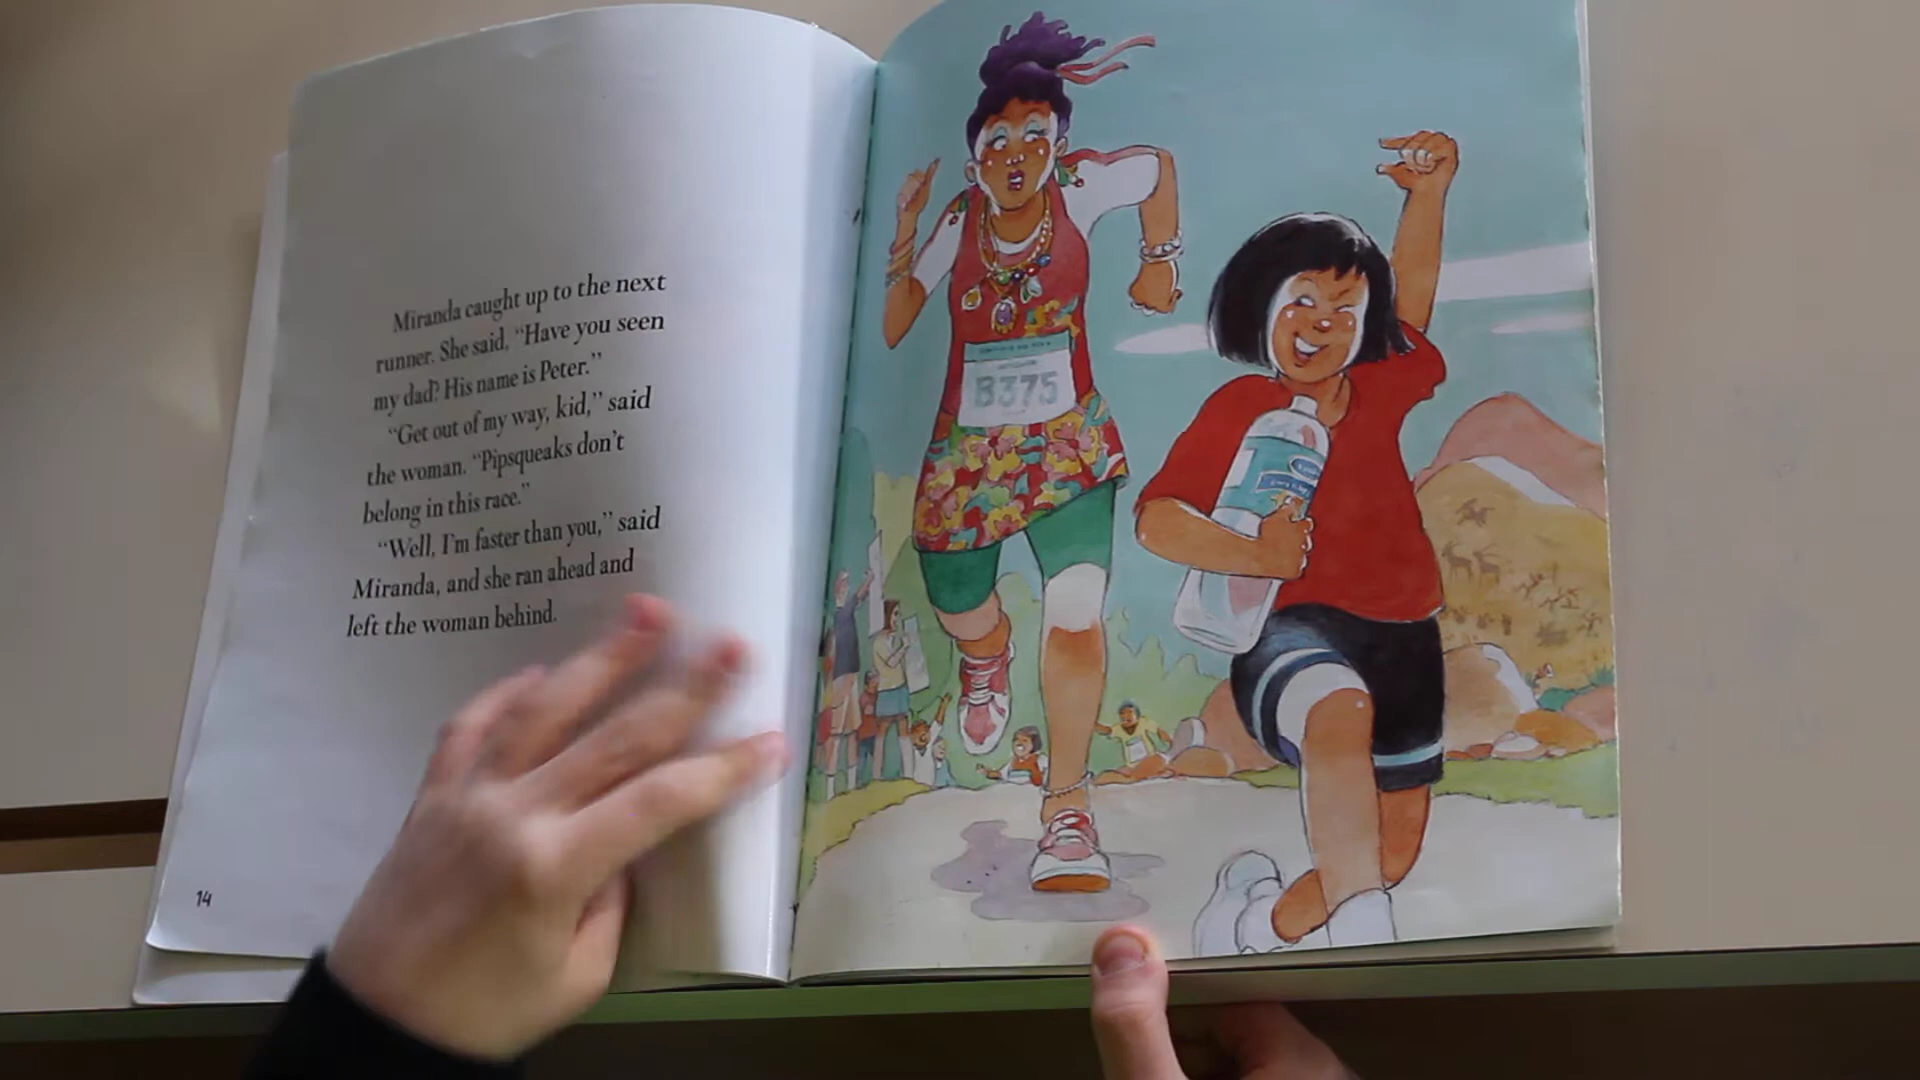 Miranda caught up to the next
runner. She said, “Have you seen
my dad? His name is Peter.”
“Get out of my way, kid,” said
the woman. “Pipsqueaks don’t
belong in this race.”
“Well, I’m faster than you,” said
Miranda, and she ran ahead and
left the woman behind.
14
B375